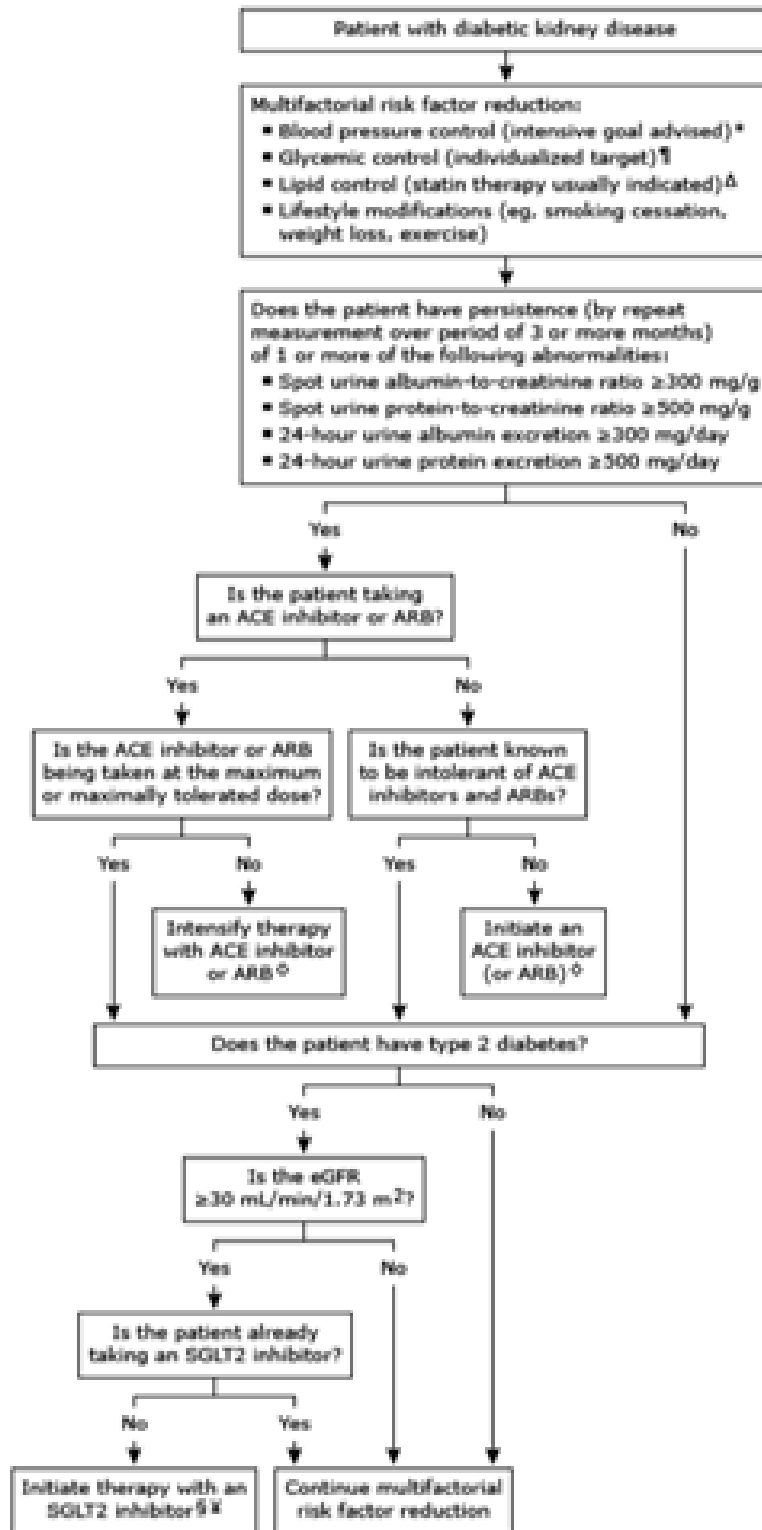 Patient with diabetic kidney disease
Multifactorial risk factor reduction:
▪ Blood pressure control (intensive goal advised)*
▪ Glycemic control (individualized target)¶
▪ Lipid control (statin therapy usually indicated)Δ
▪ Lifestyle modifications (eg, smoking cessation,
weight loss, exercise)
Does the patient have persistence (by repeat
measurement over period of 3 or more months)
of 1 or more of the following abnormalities:
▪ Spot urine albumin-to-creatinine ratio ≥300 mg/g
▪ Spot urine protein-to-creatinine ratio ≥500 mg/g
▪ 24-hour urine albumin excretion ≥300 mg/day
▪ 24-hour urine protein excretion ≥500 mg/day
Yes
No
Is the patient taking
an ACE inhibitor or ARB?
Yes
No
Is the ACE inhibitor or ARB
being taken at the maximum
or maximally tolerated dose?
Is the patient known
to be intolerant of ACE
inhibitors and ARBs?
Yes
No
Yes
No
Intensify therapy
with ACE inhibitor
or ARB◊
Initiate an
ACE inhibitor
(or ARB)◊
Does the patient have type 2 diabetes?
Yes
No
Is the eGFR
≥30 mL/min/1.73 m²?
Yes
No
Is the patient already
taking an SGLT2 inhibitor?
No
Yes
Initiate therapy with an
SGLT2 inhibitor§¥
Continue multifactorial
risk factor reduction